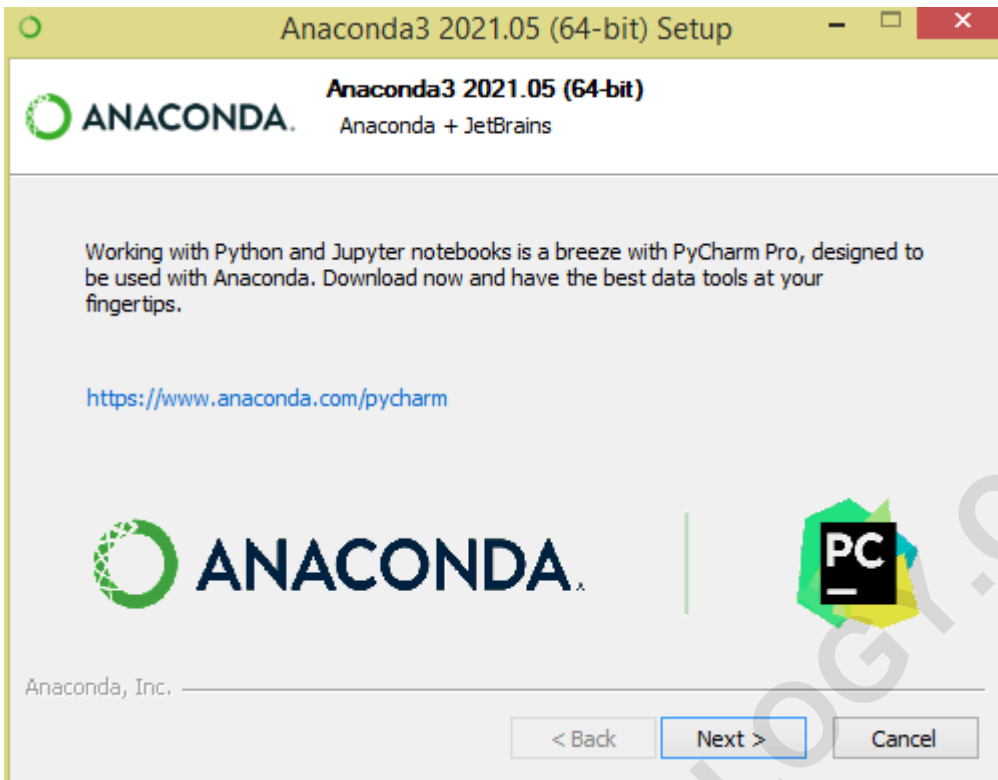 Anaconda3 2021.05 (64-bit) Setup
ANACONDA.
Anaconda3 2021.05 (64-bit)
Anaconda + JetBrains
Working with Python and Jupyter notebooks is a breeze with PyCharm Pro, designed to
be used with Anaconda. Download now and have the best data tools at your
fingertips.
https://www.anaconda.com/pycharm
ANACONDA.
PC
Anaconda, Inc.
< Back Next > Cancel